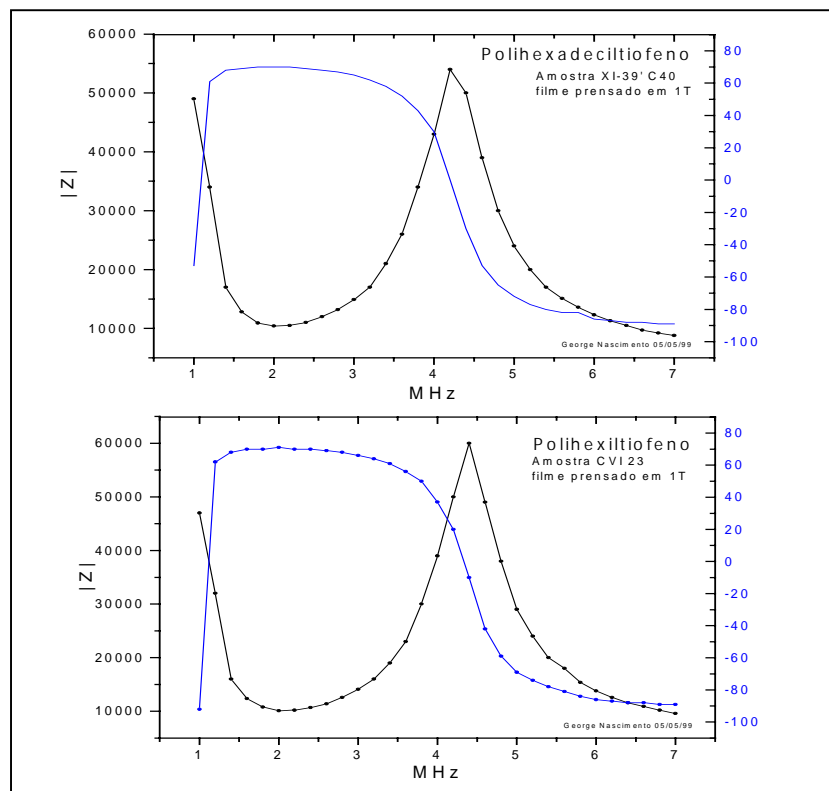 Polihexadeciltiofeno
Amostra XI-39' C40
filme prensado em 1T
60000
50000
40000
30000
20000
10000
|Z|
80
60
40
20
0
-20
-40
-60
-80
-100
George Nascimento 05/05/99
1 2 3 4 5 6 7
MHz
Polihexiltiofeno
Amostra CVI 23
filme prensado em 1T
60000
50000
40000
30000
20000
10000
|Z|
80
60
40
20
0
-20
-40
-60
-80
-100
George Nascimento 05/05/99
1 2 3 4 5 6 7
MHz